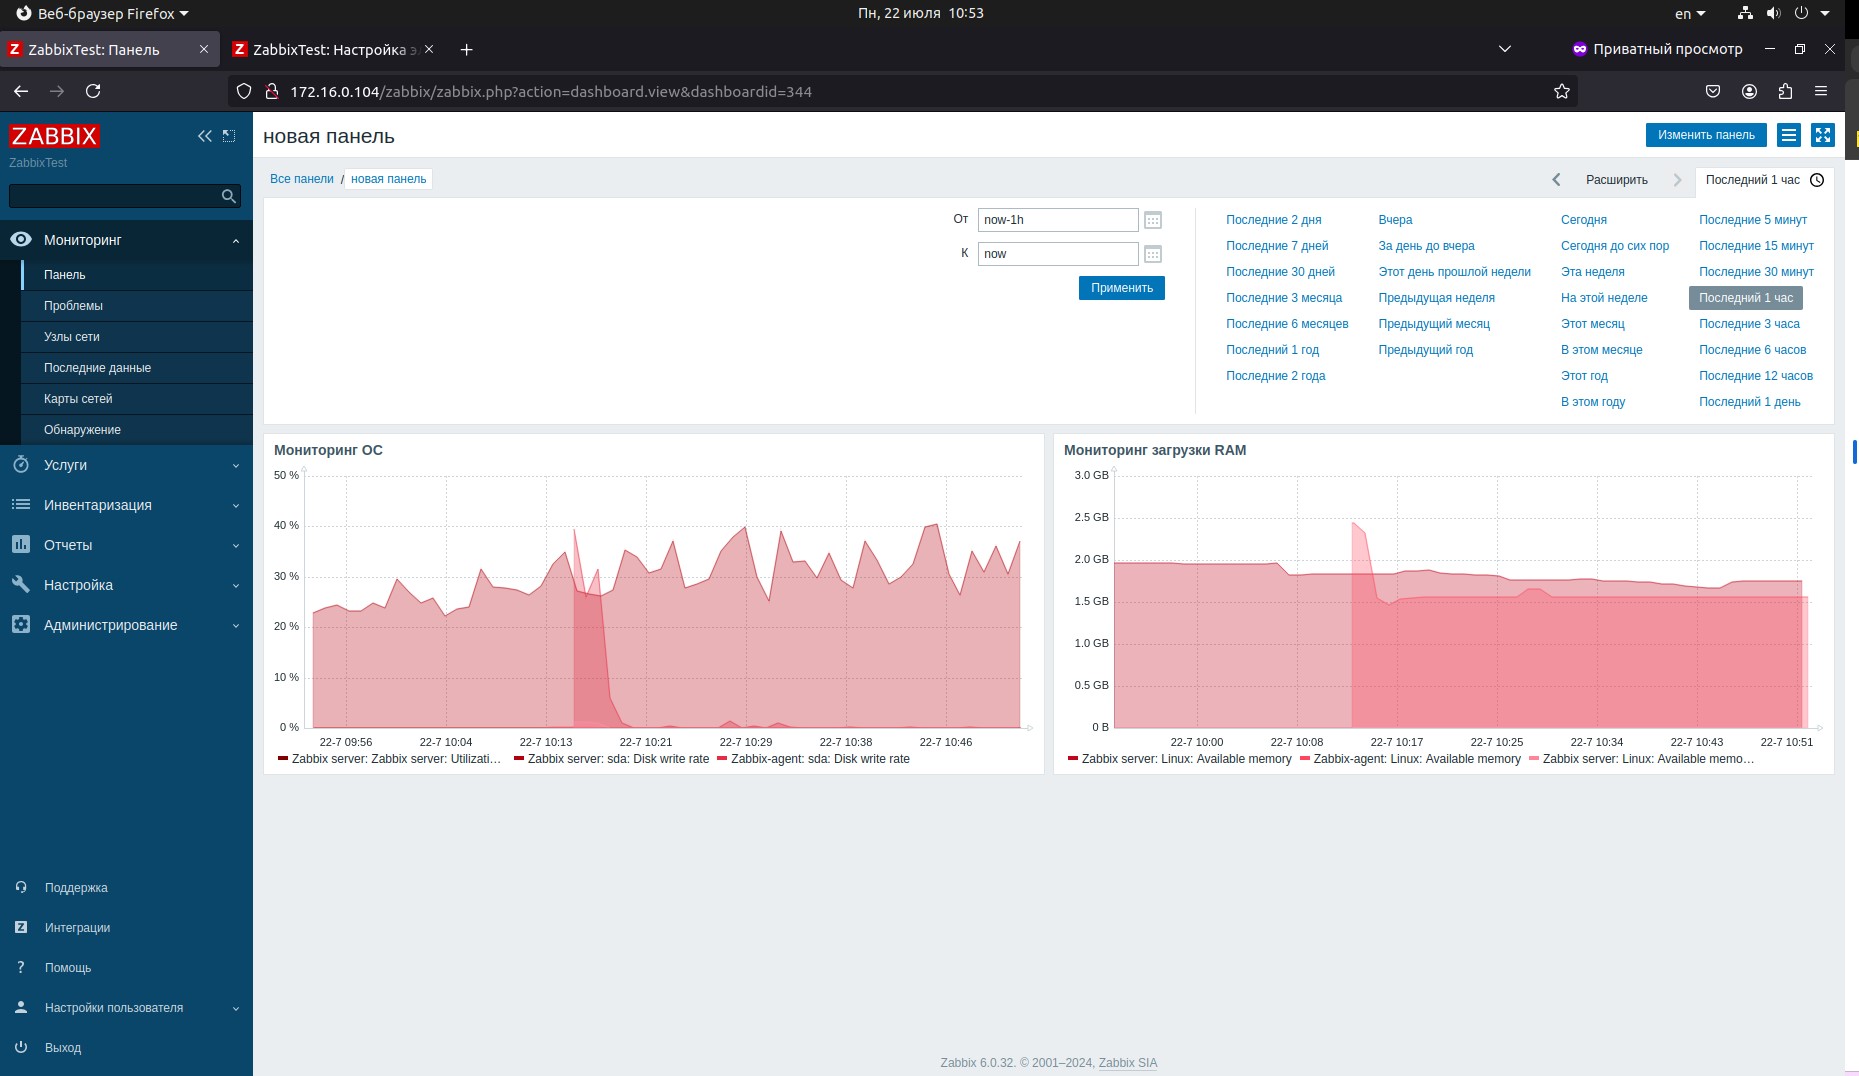 Веб-браузер Firefox
Пн, 22 июля 10:53
en
ZabbixTest: Панель
ZabbixTest: Настройка э
Приватный просмотр
172.16.0.104/zabbix/zabbix.php?action=dashboard.view&dashboardid=344
ZABBIX
ZabbixTest
Мониторинг
Панель
Проблемы
Узлы сети
Последние данные
Карты сетей
Обнаружение
Услуги
Инвентаризация
Отчеты
Настройка
Администрирование
Поддержка
Интеграции
Помощь
Настройки пользователя
Выход
новая панель
Изменить панель
Все панели / новая панель
Расширить
Последний 1 час
От now-1h
К now
Применить
Последние 2 дня
Последние 7 дней
Последние 30 дней
Последние 3 месяца
Последние 6 месяцев
Последний 1 год
Последние 2 года
Вчера
За день до вчера
Этот день прошлой недели
Предыдущая неделя
Предыдущий месяц
Предыдущий год
Сегодня
Сегодня до сих пор
Эта неделя
На этой неделе
Этот месяц
В этом месяце
Этот год
В этом году
Последние 5 минут
Последние 15 минут
Последние 30 минут
Последний 1 час
Последние 3 часа
Последние 6 часов
Последние 12 часов
Последний 1 день
Мониторинг ОС
50 %
40 %
30 %
20 %
10 %
0 %
22-7 09:56 22-7 10:04 22-7 10:13 22-7 10:21 22-7 10:29 22-7 10:38 22-7 10:46
Zabbix server: Zabbix server: Utilizati… Zabbix server: sda: Disk write rate Zabbix-agent: sda: Disk write rate
Мониторинг загрузки RAM
3.0 GB
2.5 GB
2.0 GB
1.5 GB
1.0 GB
0.5 GB
0 B
22-7 10:00 22-7 10:08 22-7 10:17 22-7 10:25 22-7 10:34 22-7 10:43 22-7 10:51
Zabbix server: Linux: Available memory Zabbix-agent: Linux: Available memory Zabbix server: Linux: Available memo…
Zabbix 6.0.32. © 2001–2024, Zabbix SIA